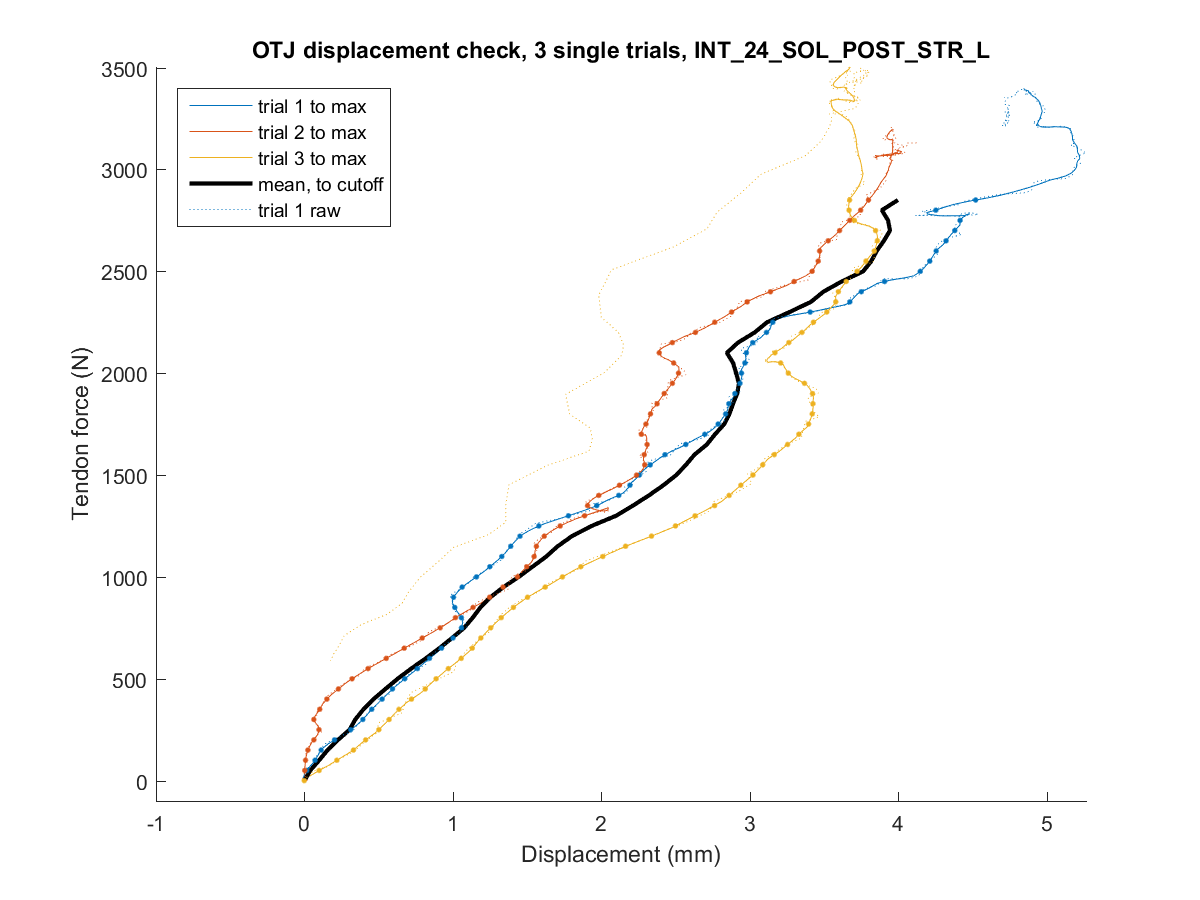 OTJ displacement check, 3 single trials, INT_24_SOL_POST_STR_L
3500
3000
2500
2000
1500
1000
500
0
Tendon force (N)
trial 1 to max
trial 2 to max
trial 3 to max
mean, to cutoff
trial 1 raw
-1
0
1
2
3
4
5
Displacement (mm)